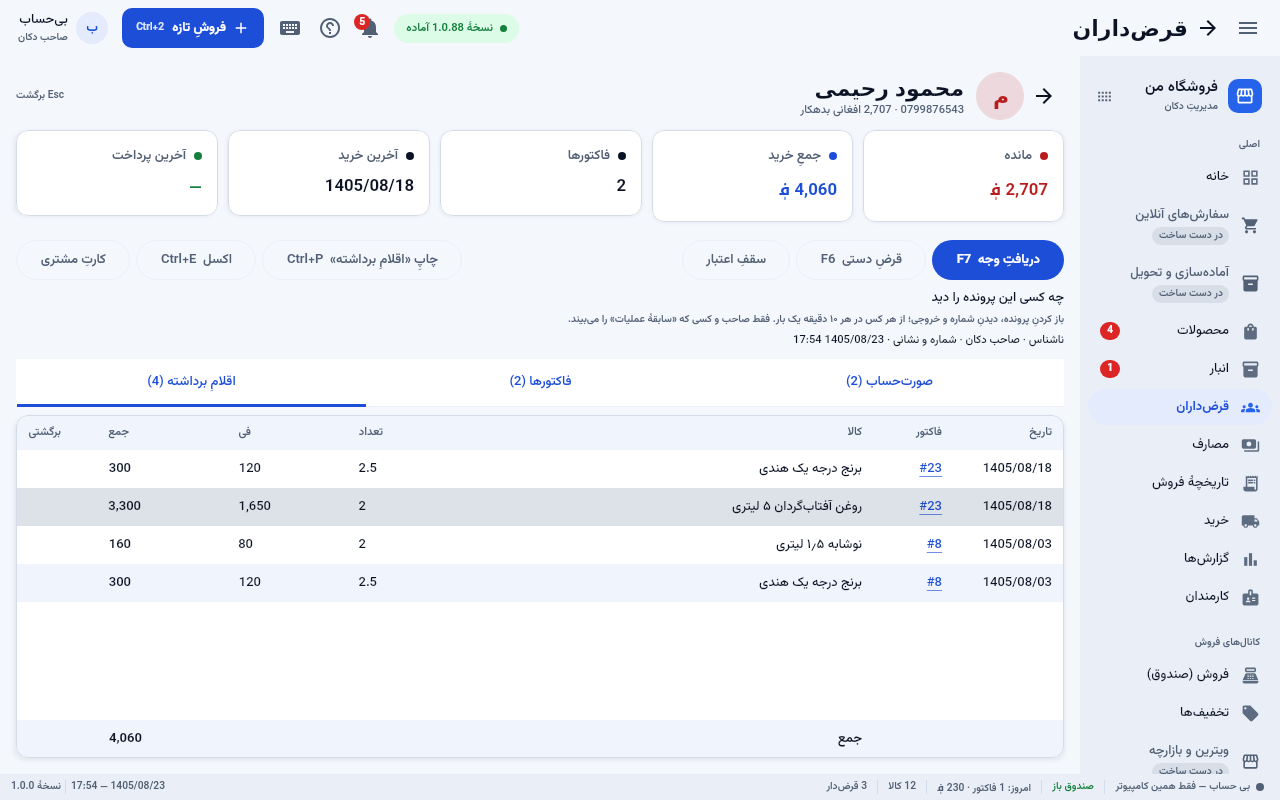 قرض‌داران
نسخهٔ 1.0.88 آماده
5
فروشِ تازه Ctrl+2
ب
بی‌حساب
صاحب دکان
فروشگاه من
مدیریتِ دکان
اصلی
خانه
سفارش‌های آنلاین
در دست ساخت
آماده‌سازی و تحویل
در دست ساخت
محصولات
4
انبار
1
قرض‌داران
مصارف
تاریخچهٔ فروش
خرید
گزارش‌ها
کارمندان
کانال‌های فروش
فروش (صندوق)
تخفیف‌ها
ویترین و بازارچه
در دست ساخت
م
محمود رحیمی
0799876543 · 2,707 افغانی بدهکار
Esc برگشت
مانده
2,707 ؋
جمعِ خرید
4,060 ؋
فاکتورها
2
آخرین خرید
1405/08/18
آخرین پرداخت
—
دریافتِ وجه F7
قرضِ دستی F6
سقفِ اعتبار
چاپِ «اقلامِ برداشته» Ctrl+P
اکسل Ctrl+E
کارتِ مشتری
چه کسی این پرونده را دید
باز کردنِ پرونده، دیدنِ شماره و خروجی؛ از هر کس در هر ۱۰ دقیقه یک بار. فقط صاحب و کسی که «سابقهٔ عملیات» را می‌بیند.
ناشناس · صاحب دکان · شماره و نشانی · 1405/08/23 17:54
صورت‌حساب (2)
فاکتورها (2)
اقلامِ برداشته (4)
تاریخ فاکتور کالا تعداد فی جمع برگشتی
1405/08/18 #23 برنج درجه یک هندی 2.5 120 300
1405/08/18 #23 روغن آفتاب‌گردان ۵ لیتری 2 1,650 3,300
1405/08/03 #8 نوشابه ۱٫۵ لیتری 2 80 160
1405/08/03 #8 برنج درجه یک هندی 2.5 120 300
جمع 4,060
بی حساب — فقط همین کامپیوتر
صندوق باز
امروز: 1 فاکتور · 230 ؋
12 کالا
3 قرض‌دار
1405/08/23 — 17:54
نسخهٔ 1.0.0